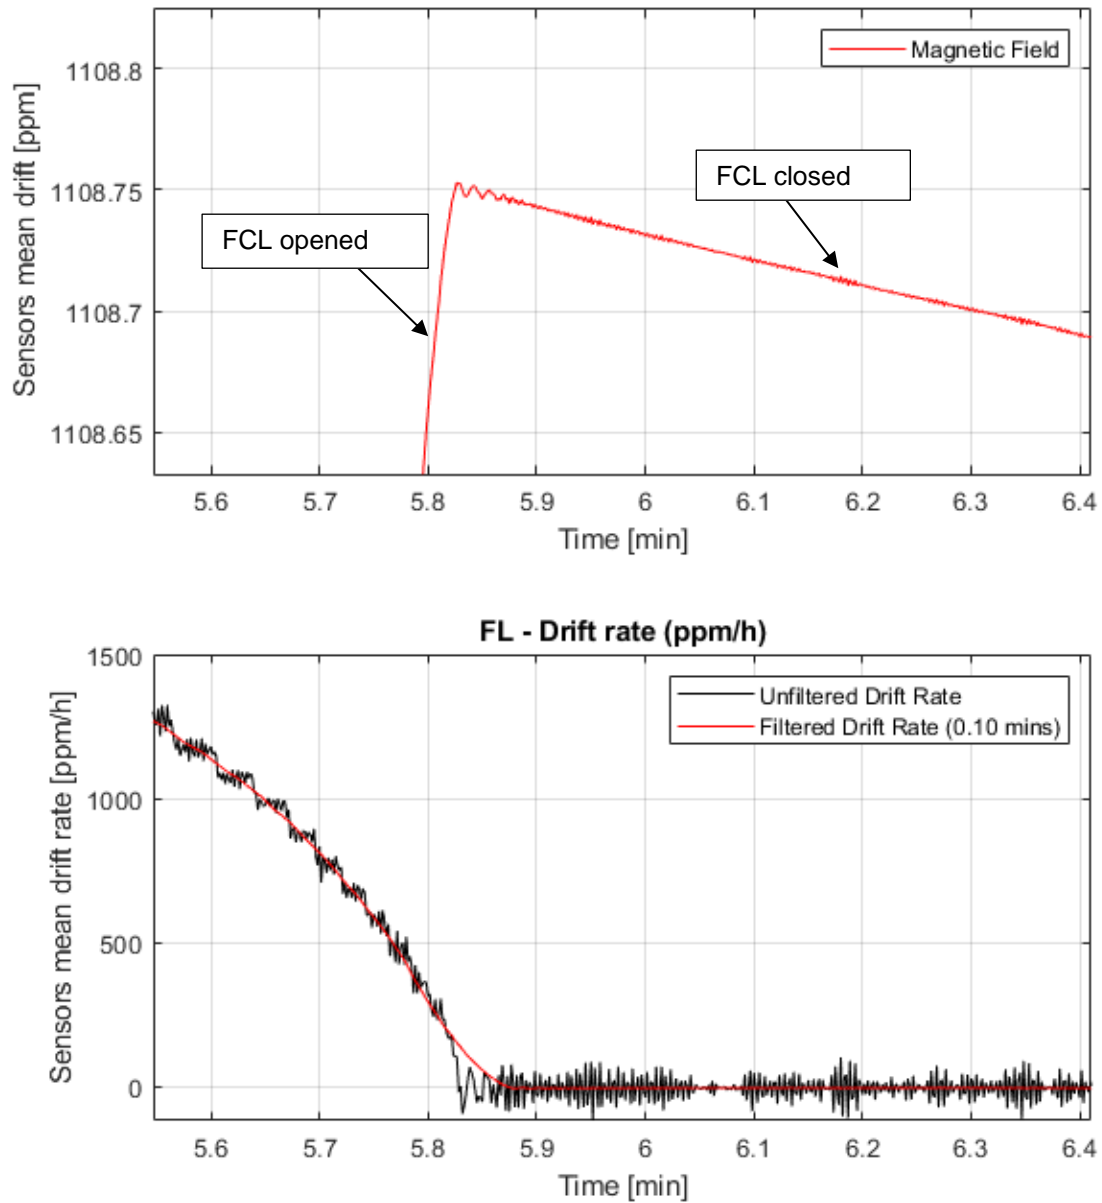 Sensors mean drift [ppm]
1108.8
1108.75
1108.7
1108.65
Magnetic Field
FCL opened
FCL closed
5.6 5.7 5.8 5.9 6 6.1 6.2 6.3 6.4
Time [min]
FL - Drift rate (ppm/h)
Sensors mean drift rate [ppm/h]
1500
1000
500
0
Unfiltered Drift Rate
Filtered Drift Rate (0.10 mins)
5.6 5.7 5.8 5.9 6 6.1 6.2 6.3 6.4
Time [min]